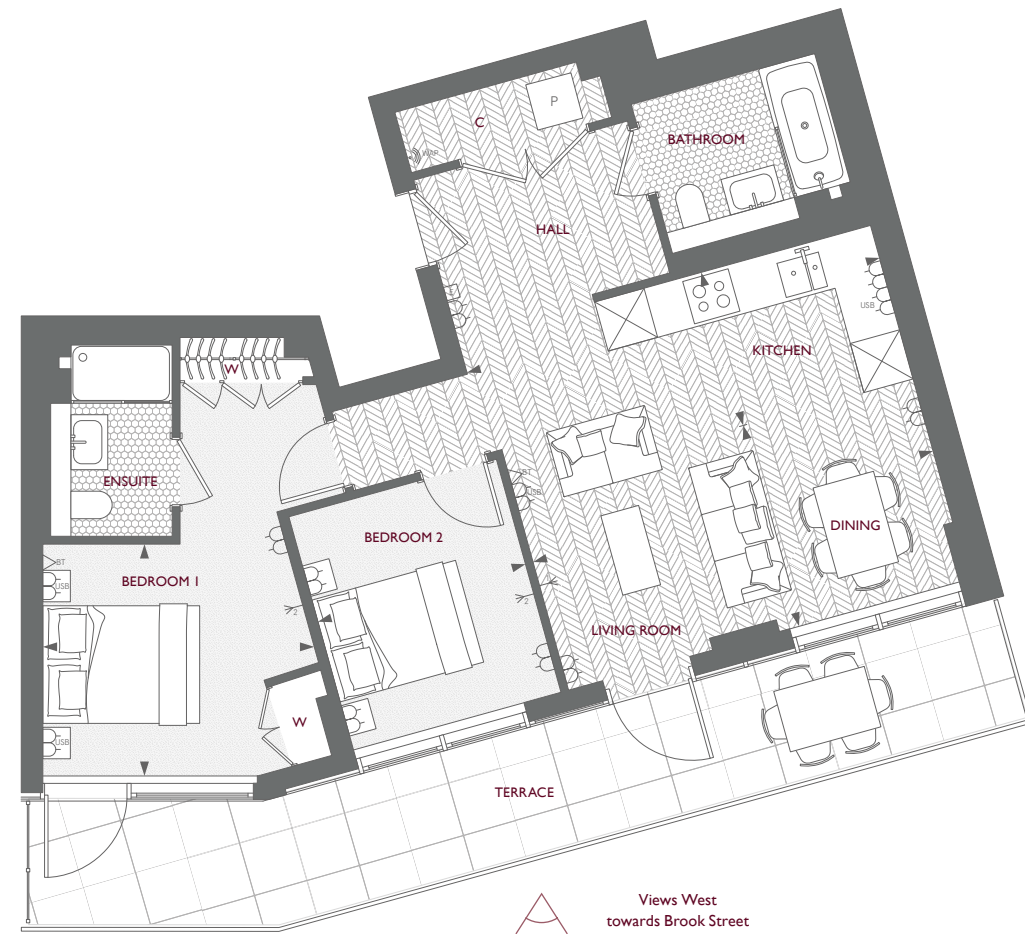 P
C
WAP
BATHROOM
HALL
USB
KITCHEN
W
BT
USB
ENSUITE
DINING
BEDROOM 2
BT
BEDROOM 1
USB
2
2
LIVING ROOM
W
USB
TERRACE
Views West
towards Brook Street